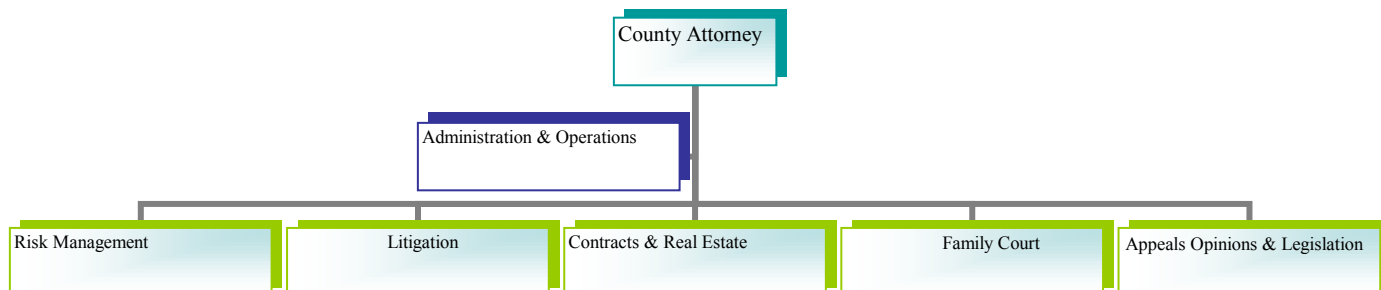 County Attorney
Administration & Operations
Risk Management
Litigation
Contracts & Real Estate
Family Court
Appeals Opinions & Legislation